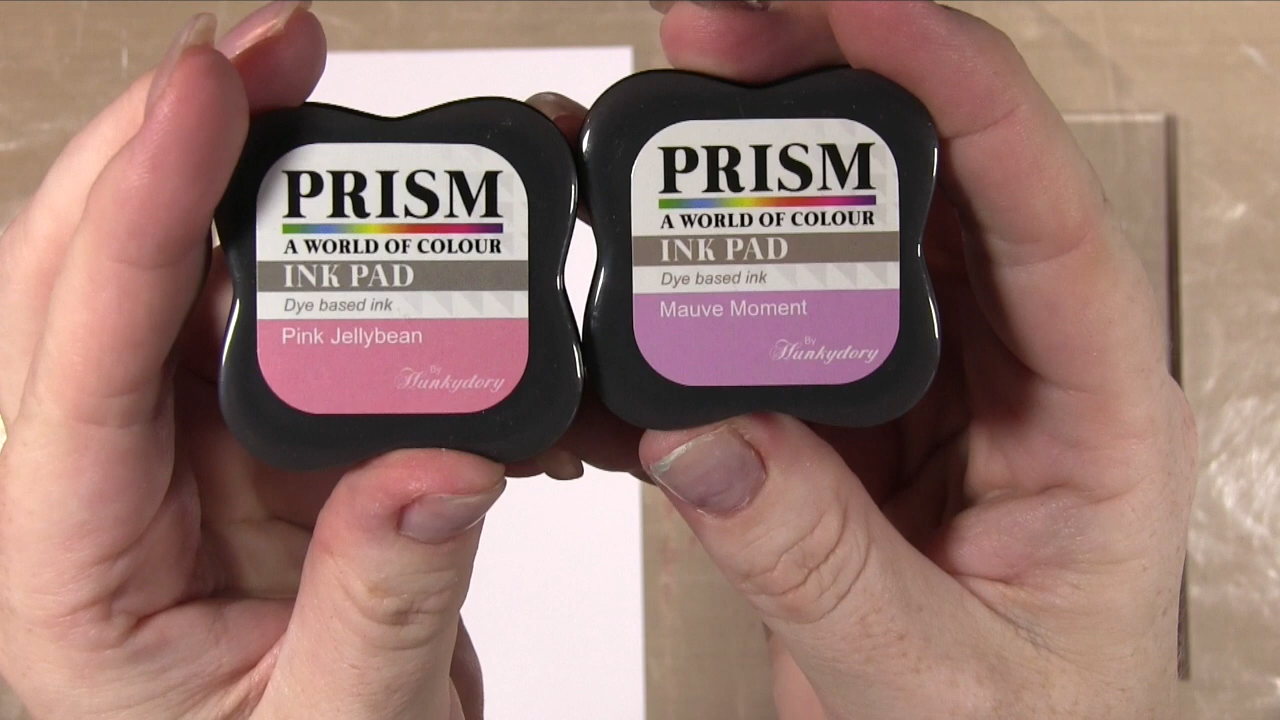 PRISM
A WORLD OF COLOUR
INK PAD
Dye based ink
Pink Jellybean
By
Hunkydory
PRISM
A WORLD OF COLOUR
INK PAD
Dye based ink
Mauve Moment
By
Hunkydory